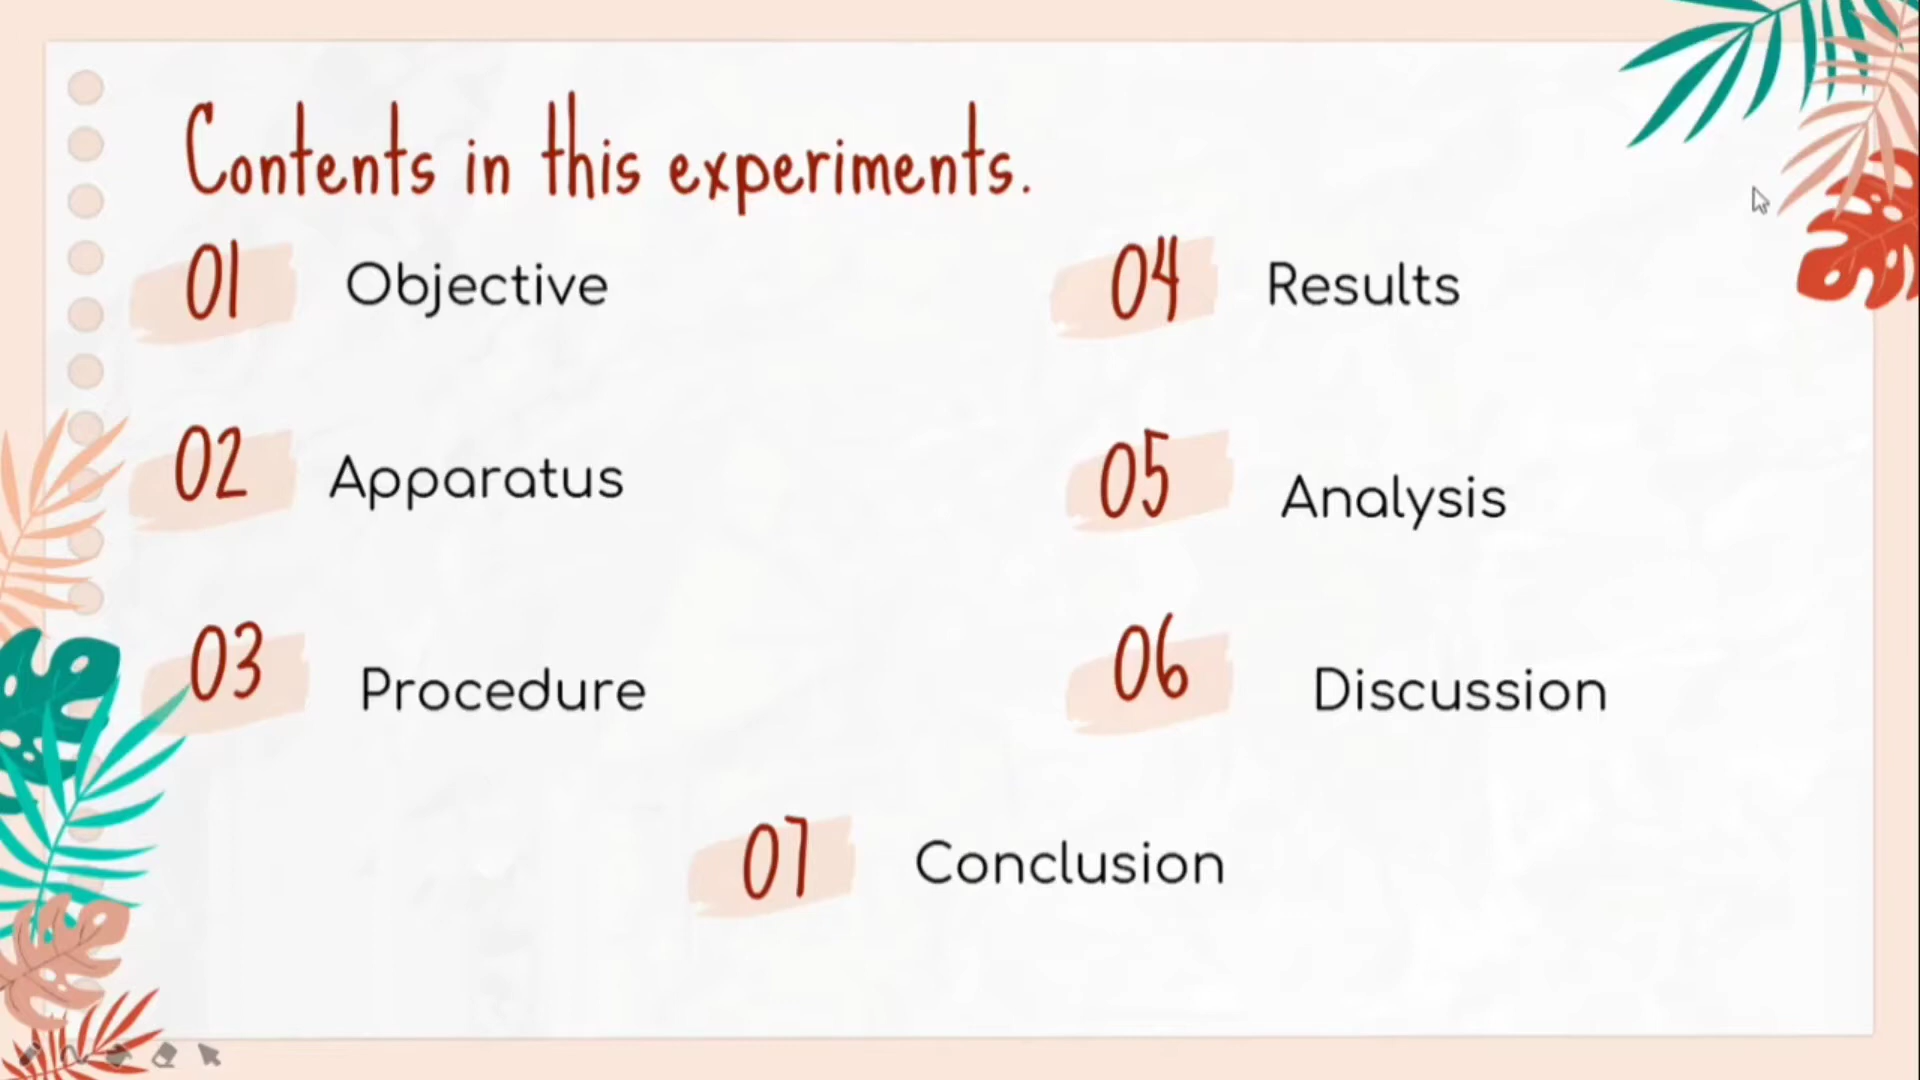 Contents in this experiments.
01 Objective
02 Apparatus
03 Procedure
04 Results
05 Analysis
06 Discussion
07 Conclusion